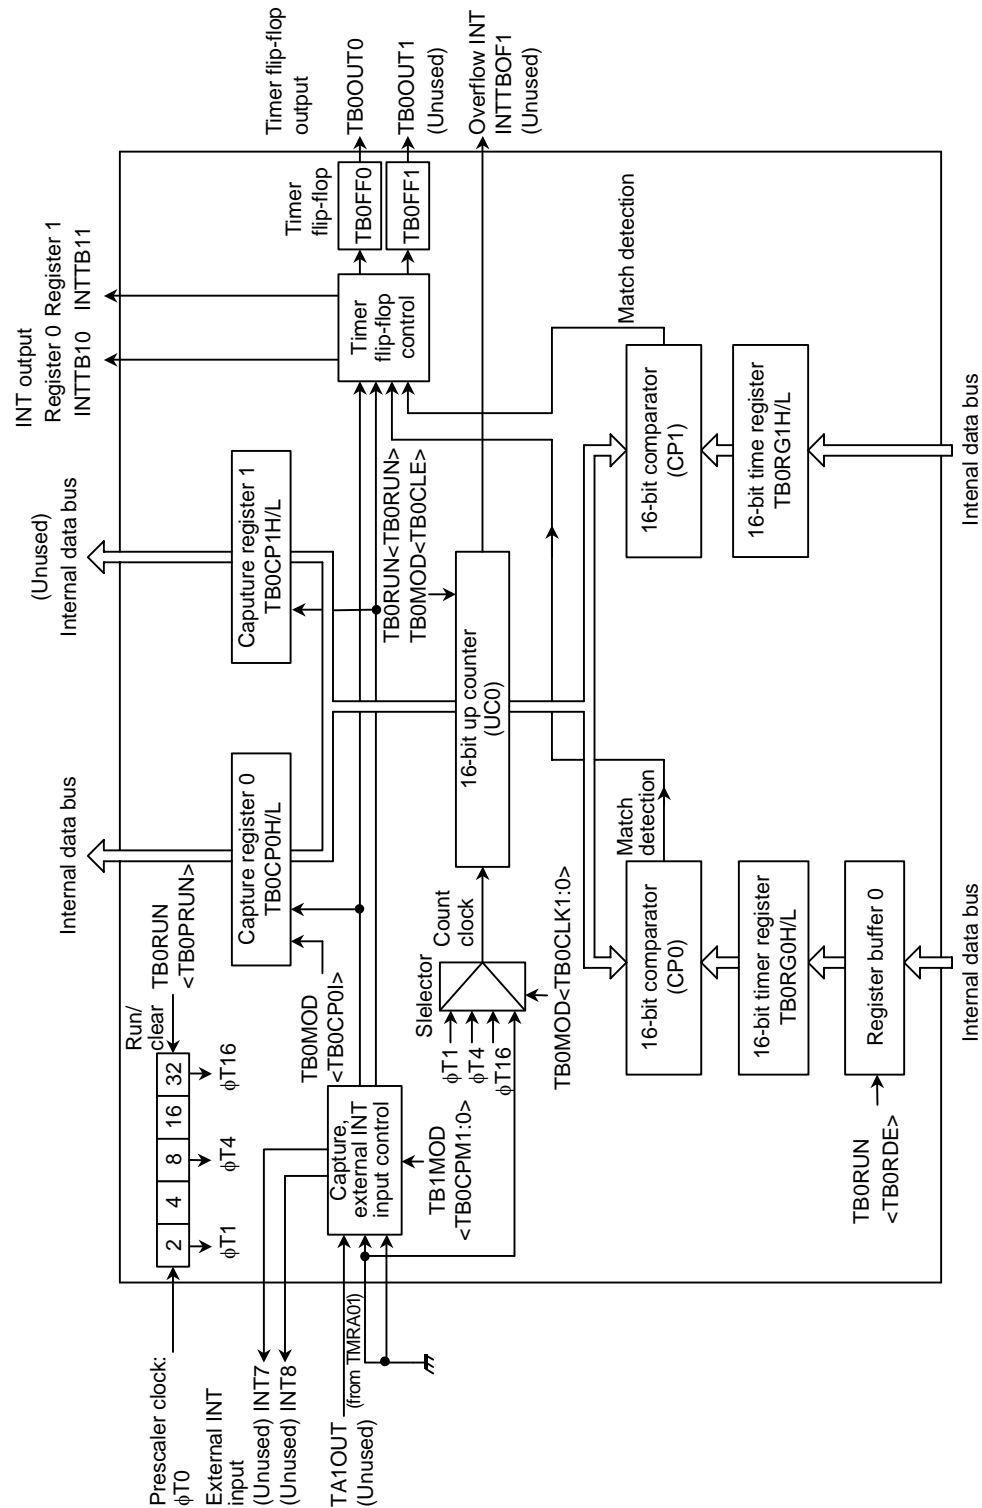 Prescaler clock:
ϕT0
2
4
8
16
32
ϕT1
ϕT4
ϕT16
Run/
clear
TB0RUN
<TB0PRUN>
External INT
input
(Unused) INT7
(Unused) INT8
TA1OUT
(from TMRA01)
(Unused)
Capture,
external INT
input control
TB1MOD
<TB0CPM1:0>
TB0MOD
<TB0CP0I>
Internal data bus
Capture register 0
TB0CP0H/L
(Unused)
Internal data bus
Caputure register 1
TB0CP1H/L
INT output
Register 0
Register 1
INTTB10
INTTB11
Timer
flip-flop
control
Timer
flip-flop
TB0FF0
TB0FF1
Timer flip-flop
output
TB0OUT0
TB0OUT1
(Unused)
Overflow INT
INTTBOF1
(Unused)
Slelector
ϕT1
ϕT4
ϕT16
TB0MOD<TB0CLK1:0>
Count
clock
16-bit up counter
(UC0)
TB0RUN<TB0RUN>
TB0MOD<TB0CLE>
Match
detection
Match detection
16-bit comparator
(CP0)
16-bit comparator
(CP1)
16-bit timer register
TB0RG0H/L
16-bit time register
TB0RG1H/L
Register buffer 0
TB0RUN
<TB0RDE>
Internal data bus
Intenal data bus